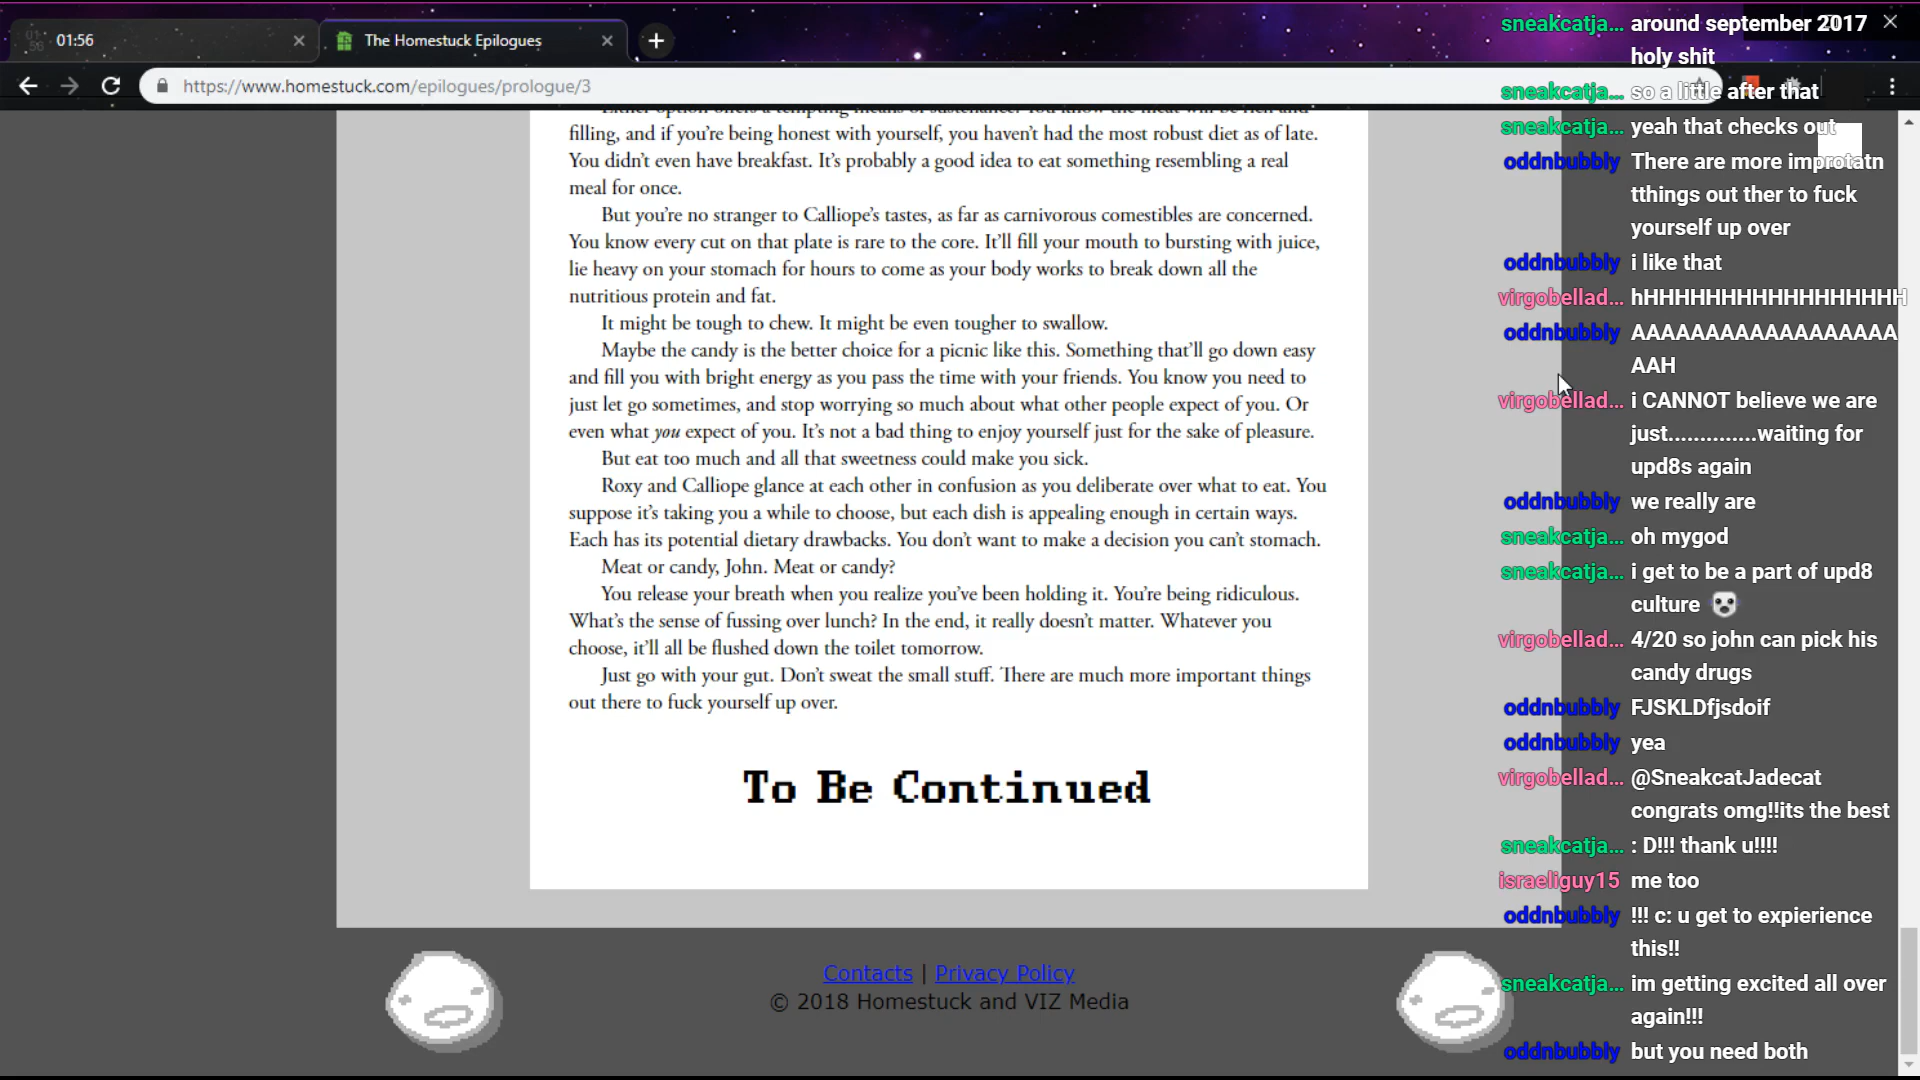 01:56
The Homestuck Epilogues
https://www.homestuck.com/epilogues/prologue/3
Either option offers a tempting means of sustenance. You know the meat will be rich and
filling, and if you’re being honest with yourself, you haven’t had the most robust diet as of late.
You didn’t even have breakfast. It’s probably a good idea to eat something resembling a real
meal for once.
But you’re no stranger to Calliope’s tastes, as far as carnivorous comestibles are concerned.
You know every cut on that plate is rare to the core. It’ll fill your mouth to bursting with juice,
lie heavy on your stomach for hours to come as your body works to break down all the
nutritious protein and fat.
It might be tough to chew. It might be even tougher to swallow.
Maybe the candy is the better choice for a picnic like this. Something that’ll go down easy
and fill you with bright energy as you pass the time with your friends. You know you need to
just let go sometimes, and stop worrying so much about what other people expect of you. Or
even what you expect of you. It’s not a bad thing to enjoy yourself just for the sake of pleasure.
But eat too much and all that sweetness could make you sick.
Roxy and Calliope glance at each other in confusion as you deliberate over what to eat. You
suppose it’s taking you a while to choose, but each dish is appealing enough in certain ways.
Each has its potential dietary drawbacks. You don’t want to make a decision you can’t stomach.
Meat or candy, John. Meat or candy?
You release your breath when you realize you’ve been holding it. You’re being ridiculous.
What’s the sense of fussing over lunch? In the end, it really doesn’t matter. Whatever you
choose, it’ll all be flushed down the toilet tomorrow.
Just go with your gut. Don’t sweat the small stuff. There are much more important things
out there to fuck yourself up over.
To Be Continued
Contacts | Privacy Policy
© 2018 Homestuck and VIZ Media
sneakcatja... around september 2017
holy shit
sneakcatja... so a little after that
sneakcatja... yeah that checks out
oddnbubbly There are more improtatn
tthings out ther to fuck
yourself up over
oddnbubbly i like that
virgobellad... hHHHHHHHHHHHHHHHHHH
oddnbubbly AAAAAAAAAAAAAAAAAA
AAH
virgobellad... i CANNOT believe we are
just..............waiting for
upd8s again
oddnbubbly we really are
sneakcatja... oh mygod
sneakcatja... i get to be a part of upd8
culture
virgobellad... 4/20 so john can pick his
candy drugs
oddnbubbly FJSKLDfjsdoif
oddnbubbly yea
virgobellad... @SneakcatJadecat
congrats omg!!its the best
sneakcatja... : D!!! thank u!!!!
israeliguy15 me too
oddnbubbly !!! c: u get to expierience
this!!
sneakcatja... im getting excited all over
again!!!
oddnbubbly but you need both